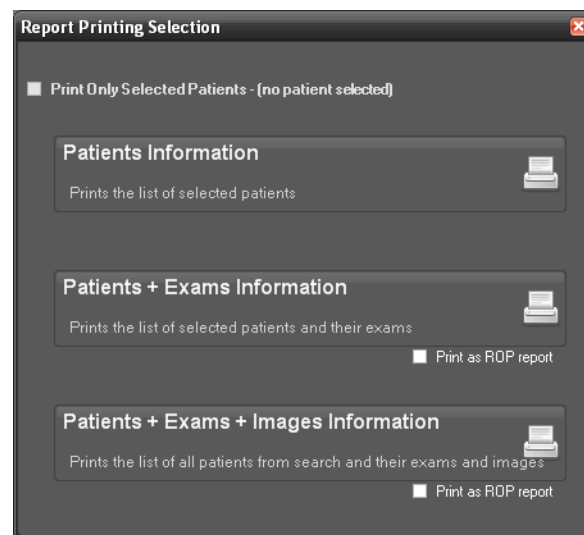 Report Printing Selection
Print Only Selected Patients - (no patient selected)
Patients Information
Prints the list of selected patients
Patients + Exams Information
Prints the list of selected patients and their exams
Print as ROP report
Patients + Exams + Images Information
Prints the list of all patients from search and their exams and images
Print as ROP report